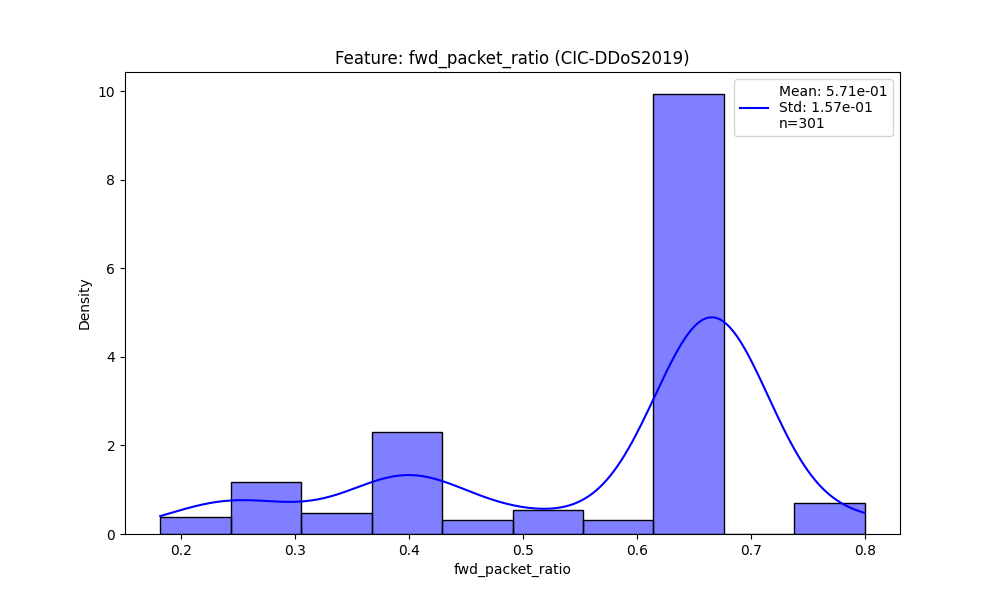 Feature: fwd_packet_ratio (CIC-DDoS2019)
Mean: 5.71e-01
Std: 1.57e-01
n=301
10
8
6
4
2
0
Density
0.2 0.3 0.4 0.5 0.6 0.7 0.8
fwd_packet_ratio